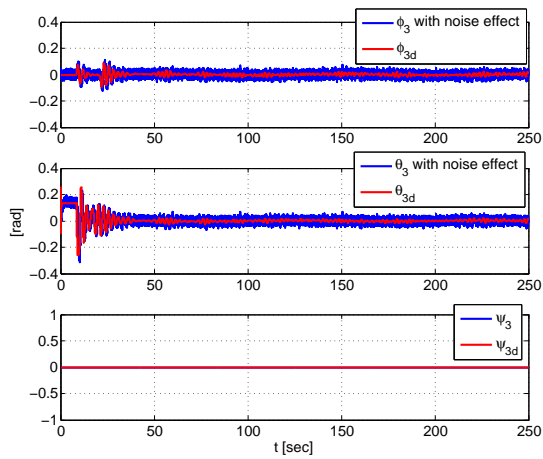 0.4
0.2
0
−0.2
−0.4
0 50 100 150 200 250
ϕ3 with noise effect
ϕ3d
[rad]
0.4
0.2
0
−0.2
−0.4
0 50 100 150 200 250
θ3 with noise effect
θ3d
1
0.5
0
−0.5
−1
0 50 100 150 200 250
ψ3
ψ3d
t [sec]